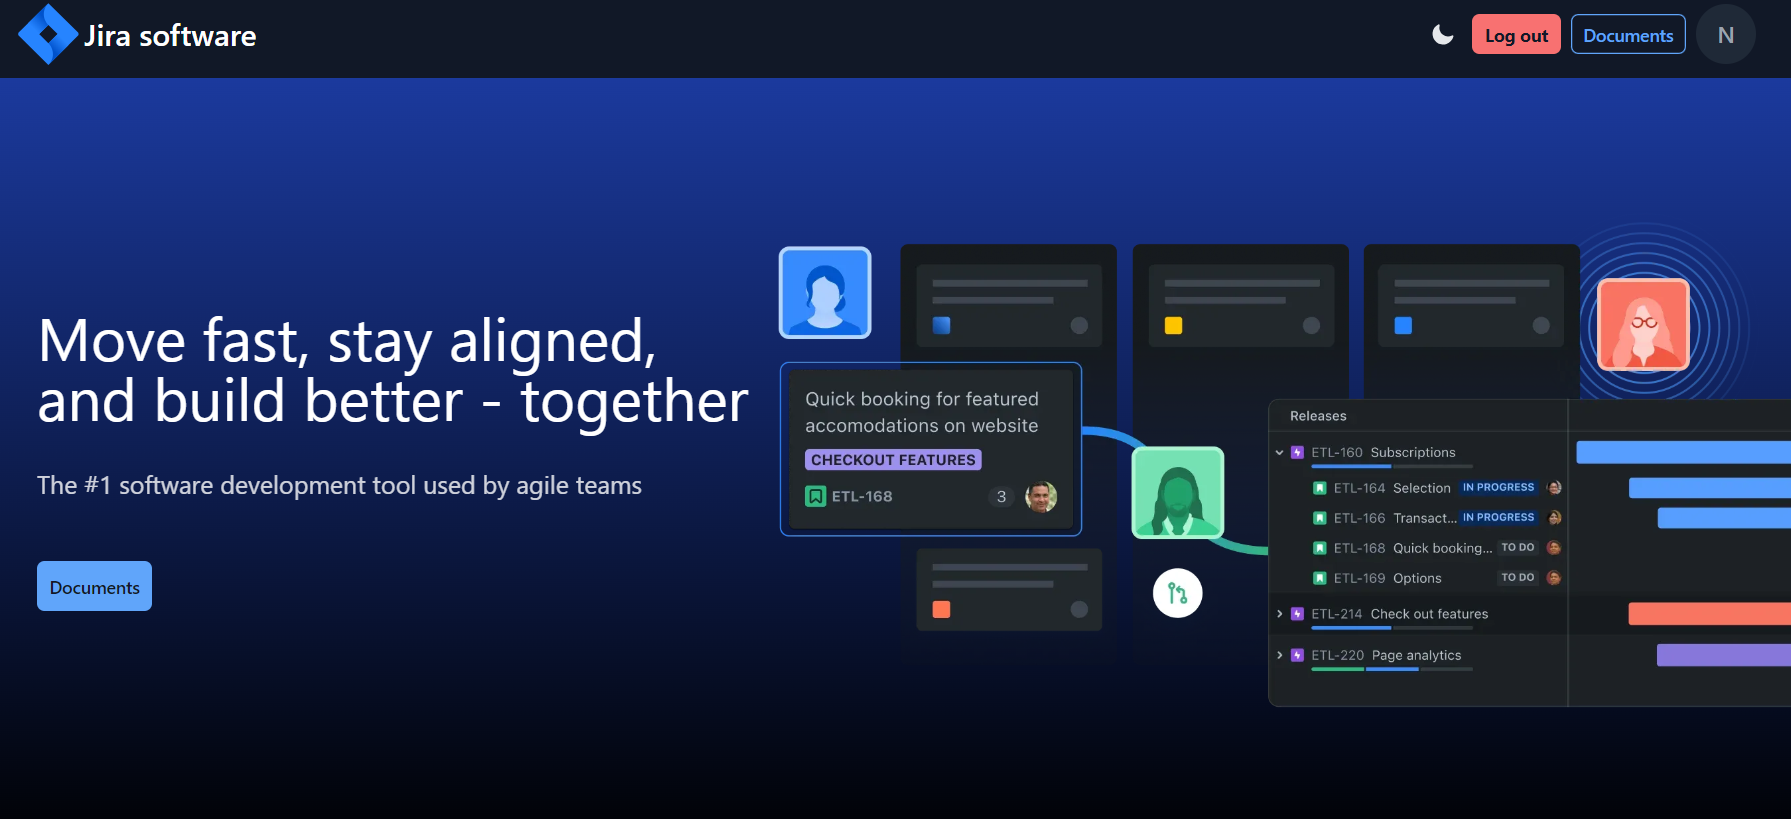 Jira software
Log out
Documents
N
Move fast, stay aligned,
and build better - together
The #1 software development tool used by agile teams
Documents
Quick booking for featured
accomodations on website
CHECKOUT FEATURES
ETL-168
3
Releases
ETL-160 Subscriptions
ETL-164 Selection IN PROGRESS
ETL-166 Transact... IN PROGRESS
ETL-168 Quick booking... TO DO
ETL-169 Options TO DO
ETL-214 Check out features
ETL-220 Page analytics